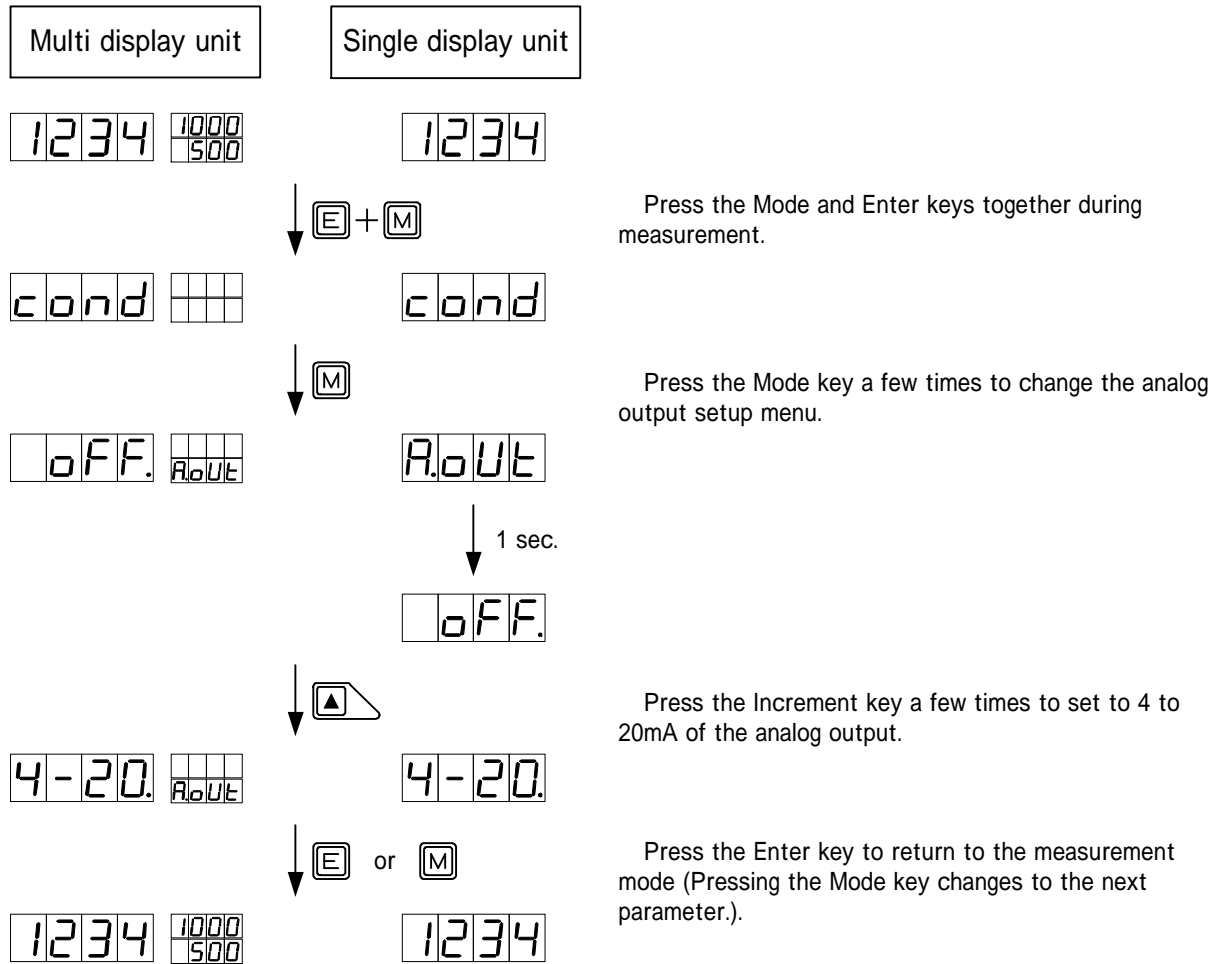 Multi display unit Single display unit
1234 1000 1234
500
E + M
Press the Mode and Enter keys together during
measurement.
cond cond
M
Press the Mode key a few times to change the analog
output setup menu.
oFF. A.oUt A.oUt
1 sec.
oFF.
▲
Press the Increment key a few times to set to 4 to
20mA of the analog output.
4-20. A.oUt 4-20.
E or M
Press the Enter key to return to the measurement
mode (Pressing the Mode key changes to the next
parameter.).
1234 1000 1234
500